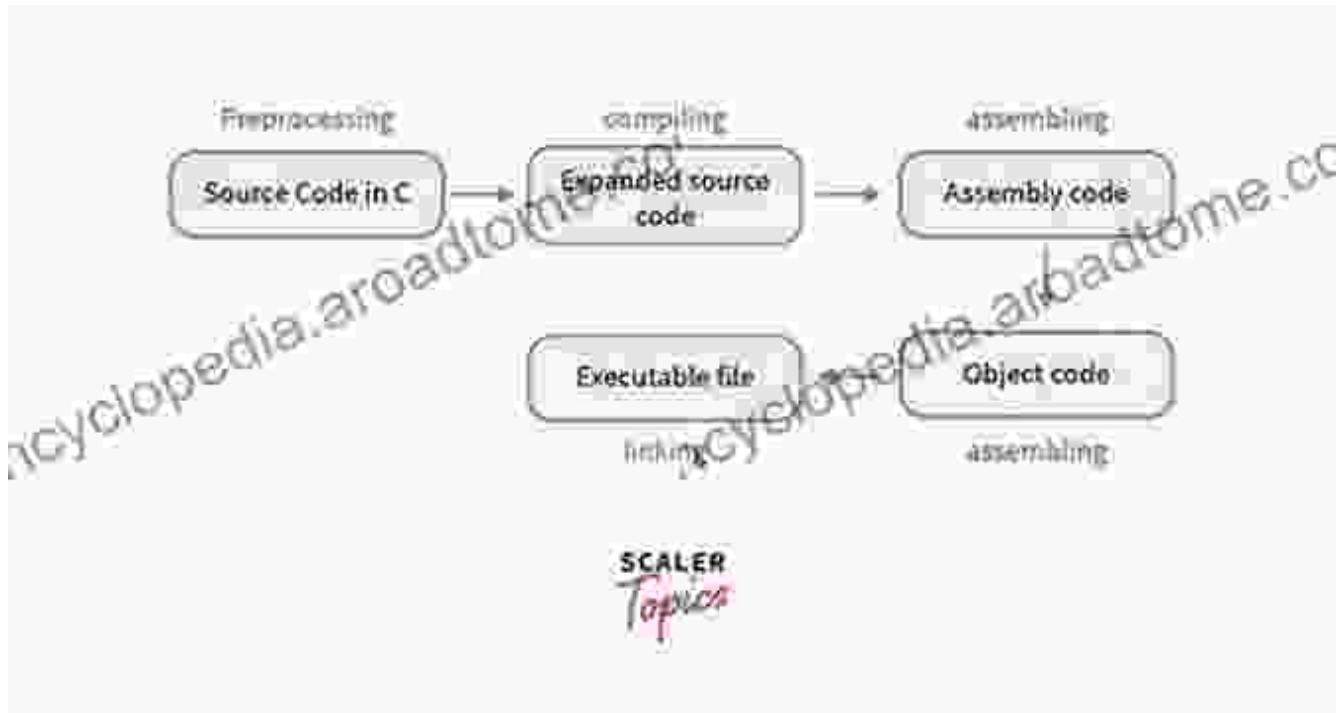 Preprocessing
compiling
assembling
Source Code in C
Expanded source
code
Assembly code
Executable file
Object code
linking
assembling
ncyclopedia.aroadtome.co
ncyclopedia.aroadtome.co
SCALER
Topics